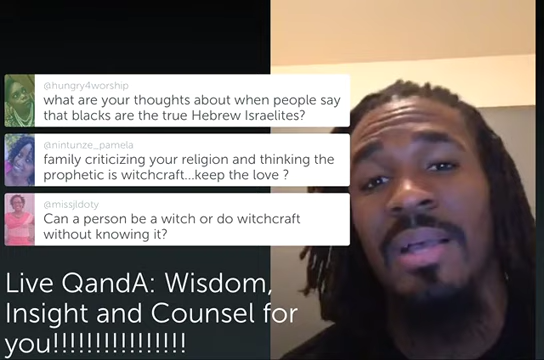 @hungry4worship
what are your thoughts about when people say
that blacks are the true Hebrew Israelites?
@nintunze_pamela
family criticizing your religion and thinking the
prophetic is witchcraft...keep the love ?
@missjldoty
Can a person be a witch or do witchcraft
without knowing it?
Live QandA: Wisdom,
Insight and Counsel for
you!!!!!!!!!!!!!!!!